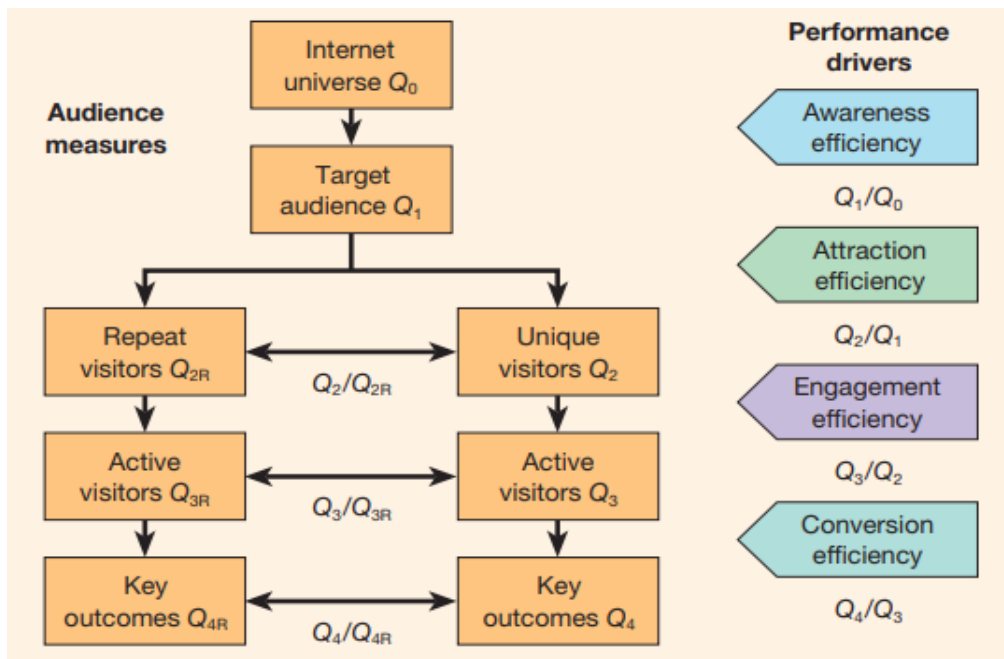 Internet
universe Q₀
Audience
measures
Target
audience Q₁
Repeat
visitors Q₂R
Q₂/Q₂R
Unique
visitors Q₂
Active
visitors Q₃R
Q₃/Q₃R
Active
visitors Q₃
Key
outcomes Q₄R
Q₄/Q₄R
Key
outcomes Q₄
Performance
drivers
Awareness
efficiency
Q₁/Q₀
Attraction
efficiency
Q₂/Q₁
Engagement
efficiency
Q₃/Q₂
Conversion
efficiency
Q₄/Q₃